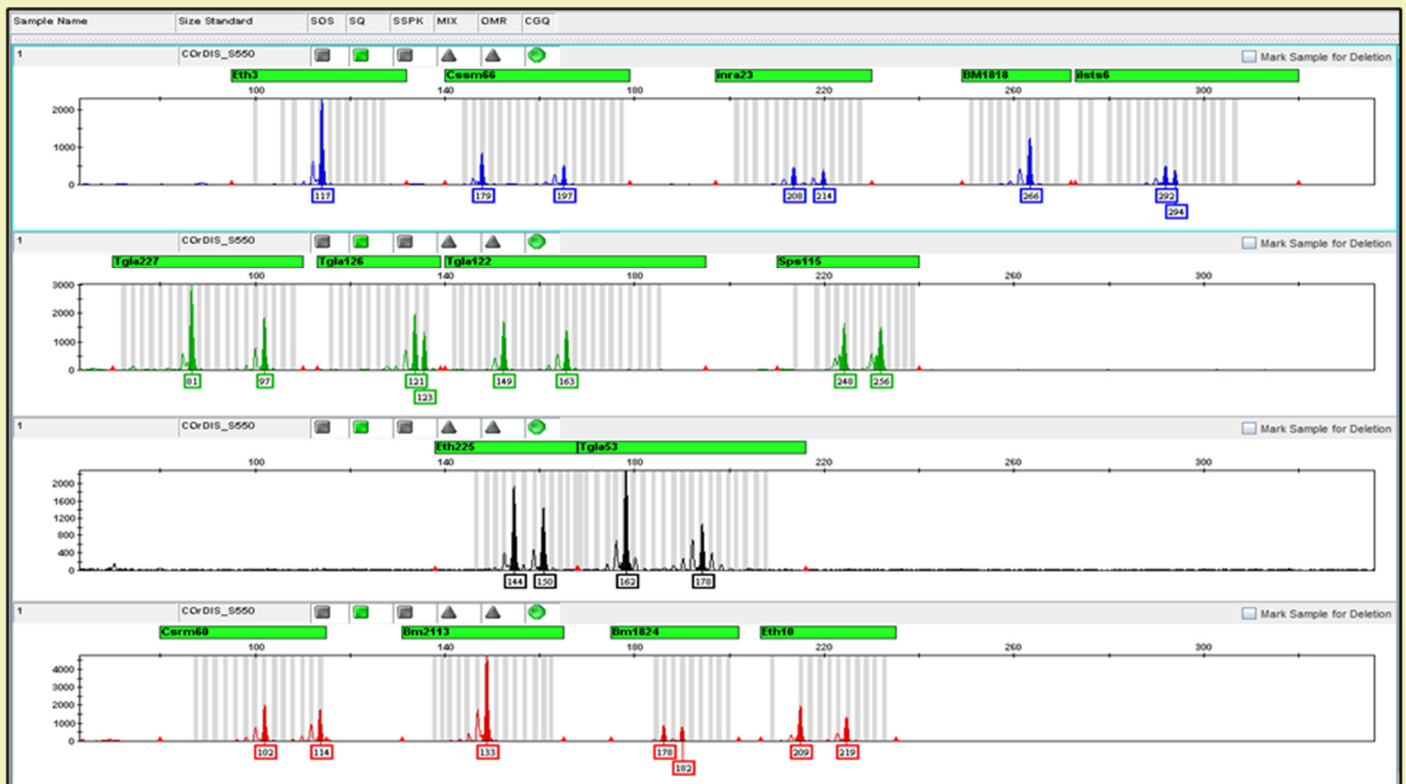 Sample Name Size Standard SOS SQ SSPK MIX OMR CGQ
1 COrDIS_S550 Mark Sample for Deletion
Eth3 Cssm66 inra23 BM1818 ilsts6
100 140 180 220 260 300
2000
1000
0
117 179 197 208 214 266 292
294
1 COrDIS_S550 Mark Sample for Deletion
Tgla227 Tgla126 Tgla122 Sps115
100 140 180 220 260 300
3000
2000
1000
0
81 97 121 149 163 248 256
123
1 COrDIS_S550 Mark Sample for Deletion
Eth225 Tgla53
100 140 180 220 260 300
2000
1600
1200
800
400
0
144 150 162 178
1 COrDIS_S550 Mark Sample for Deletion
Csrm60 Bm2113 Bm1824 Eth10
100 140 180 220 260 300
4000
3000
2000
1000
0
102 114 133 178 209 219
182